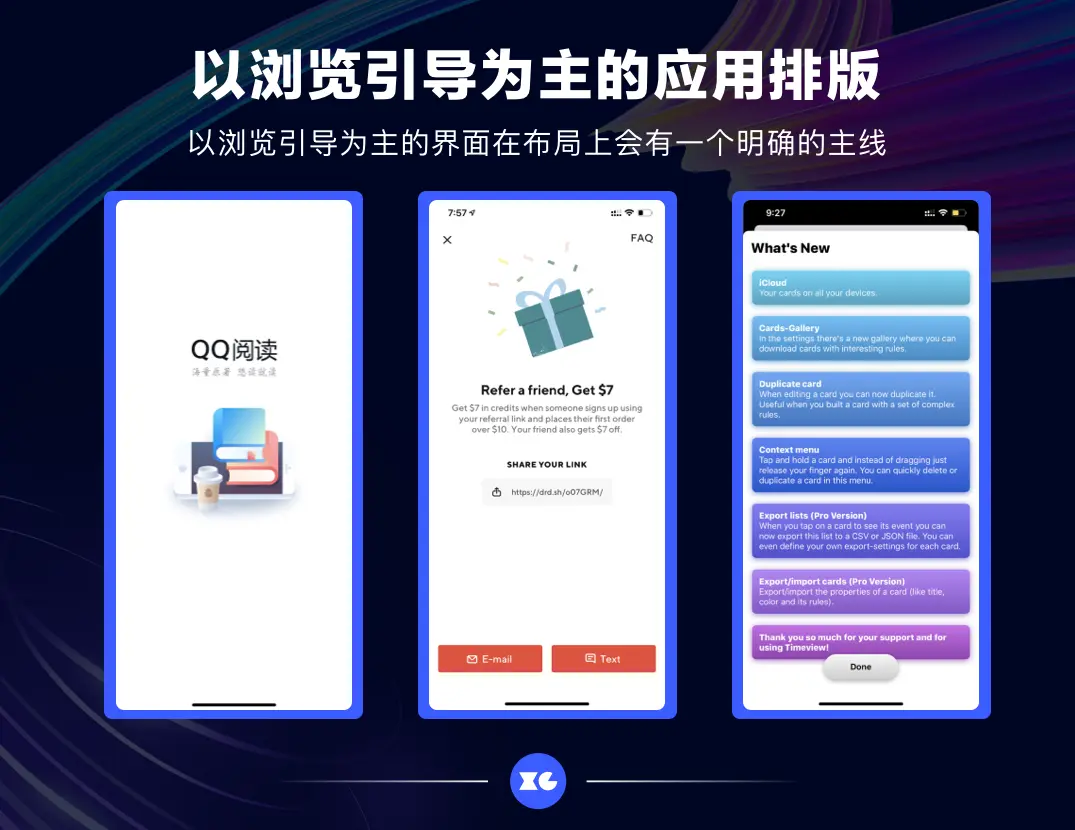 以浏览引导为主的应用排版
以浏览引导为主的界面在布局上会有一个明确的主线
QQ阅读
海量原著 想读就读
7:57
FAQ
Refer a friend, Get $7
Get $7 in credits when someone signs up using
your referral link and places their first order
over $10. Your friend also gets $7 off.
SHARE YOUR LINK
https://drd.sh/o07GRM/
E-mail
Text
9:27
What's New
iCloud
Your cards on all your devices.
Cards-Gallery
In the settings there's a new gallery where you can
download cards with interesting rules.
Duplicate card
When editing a card you can now duplicate it.
Useful when you built a card with a set of complex
rules.
Context menu
Tap and hold a card and instead of dragging just
release your finger again. You can quickly delete or
duplicate a card in this menu.
Export lists (Pro Version)
When you tap on a card to see its event you can
now export this list to a CSV or JSON file. You can
even define your own export-settings for each card.
Export/import cards (Pro Version)
Export/import the properties of a card (like title,
color and its rules).
Thank you so much for your support and for
using Timeview!
Done
XG